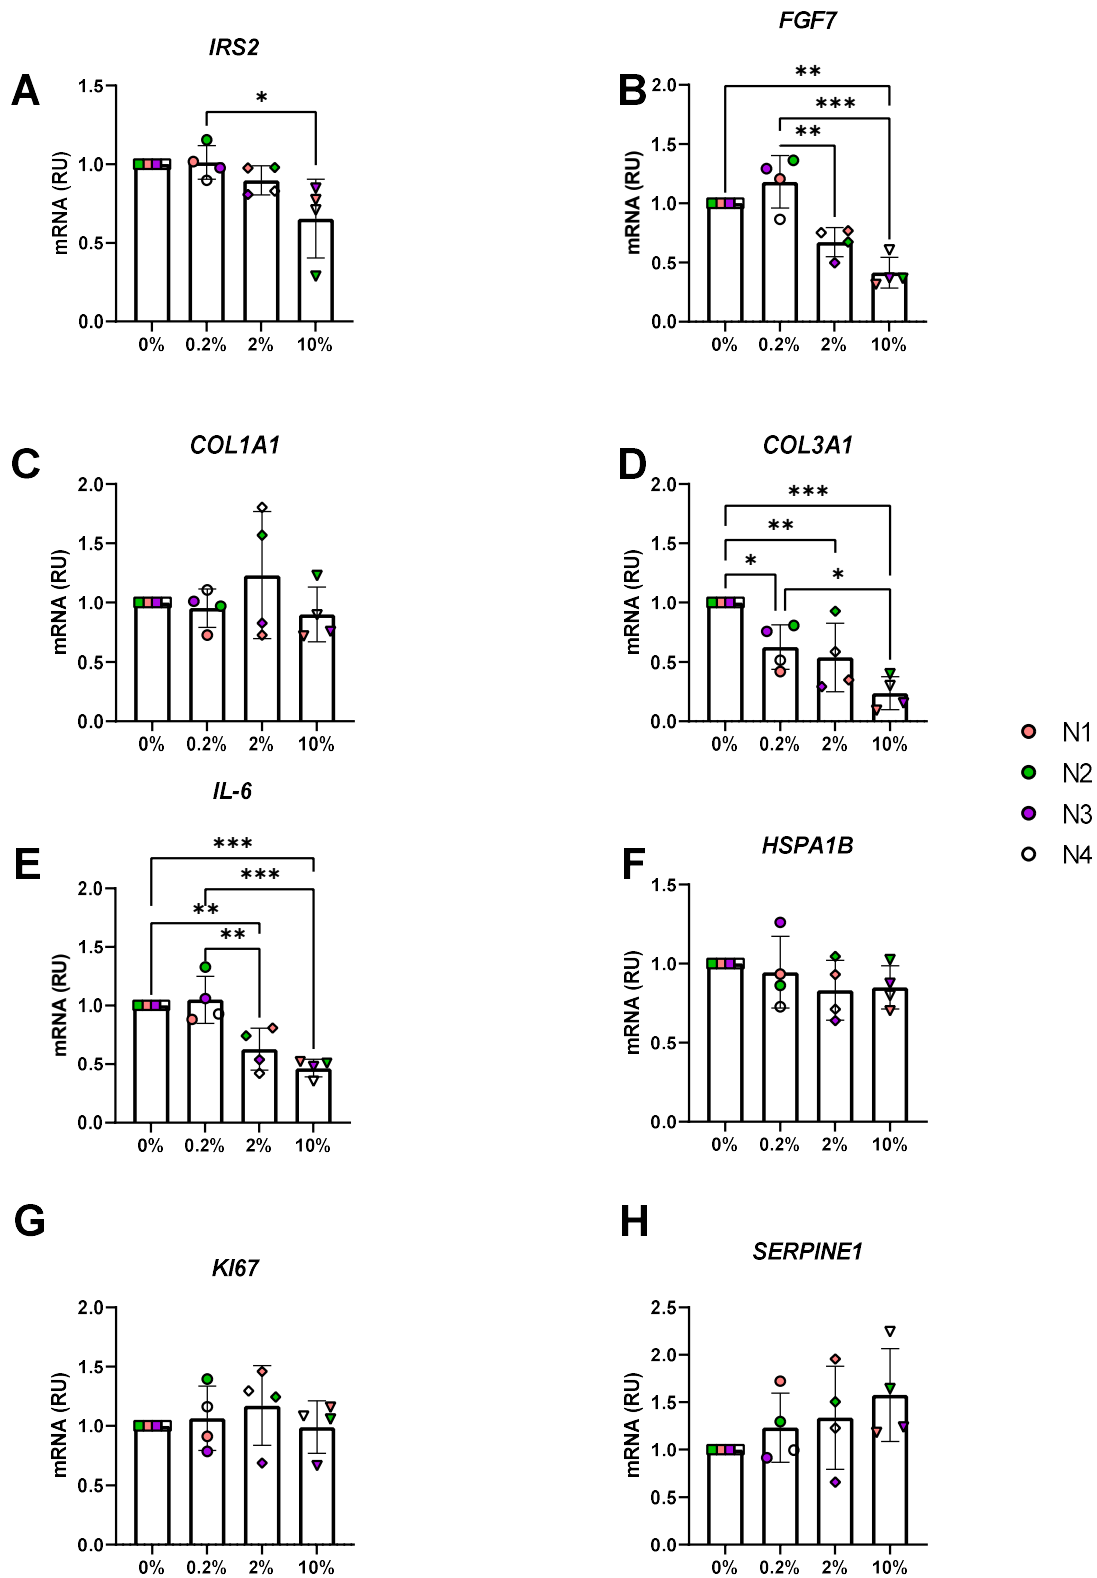 IRS2
A
1.5
1.0
0.5
0.0
mRNA (RU)
*
0% 0.2% 2% 10%
FGF7
B
2.0
1.5
1.0
0.5
0.0
mRNA (RU)
**
***
**
0% 0.2% 2% 10%
COL1A1
C
2.0
1.5
1.0
0.5
0.0
mRNA (RU)
0% 0.2% 2% 10%
COL3A1
D
2.0
1.5
1.0
0.5
0.0
mRNA (RU)
***
**
*
*
0% 0.2% 2% 10%
N1
N2
N3
N4
IL-6
E
2.0
1.5
1.0
0.5
0.0
mRNA (RU)
***
***
**
**
0% 0.2% 2% 10%
HSPA1B
F
1.5
1.0
0.5
0.0
mRNA (RU)
0% 0.2% 2% 10%
G
KI67
2.0
1.5
1.0
0.5
0.0
mRNA (RU)
0% 0.2% 2% 10%
H
SERPINE1
2.5
2.0
1.5
1.0
0.5
0.0
mRNA (RU)
0% 0.2% 2% 10%